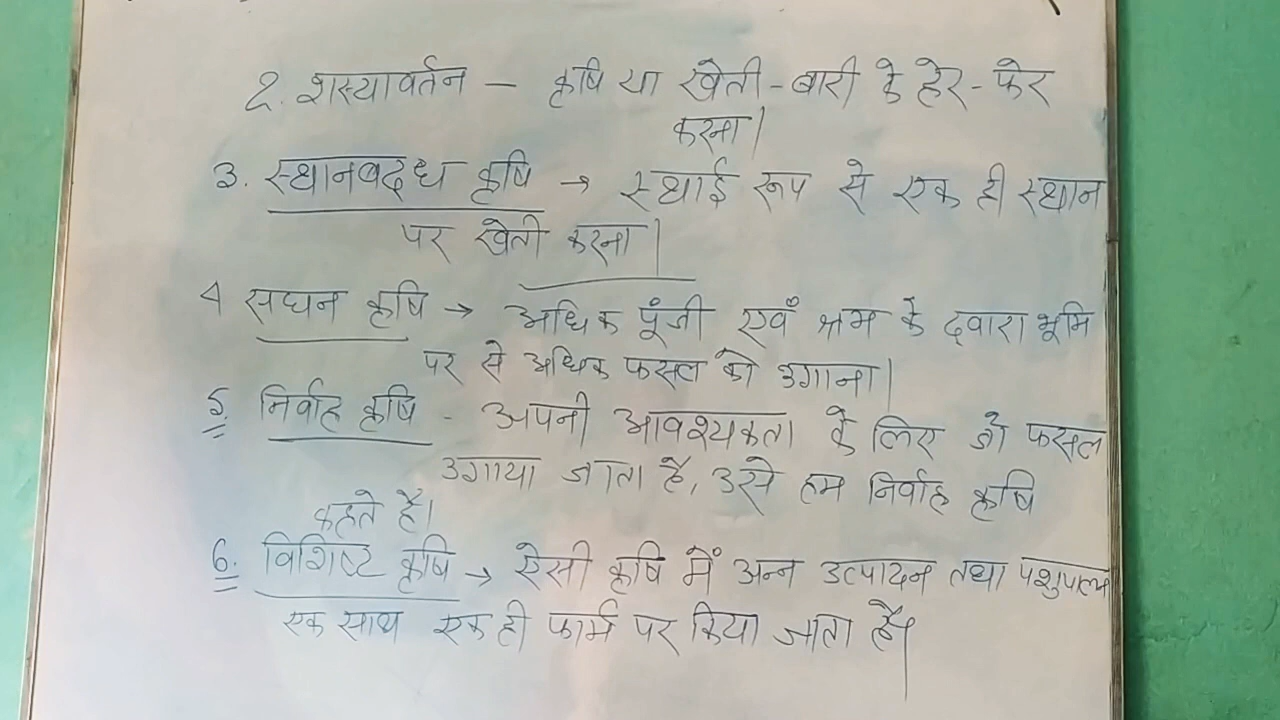 2. शस्यावर्तन – कृषि या खेती-बारी के हेर-फेर
करना।
3. स्थानबद्ध कृषि → स्थाई रूप से एक ही स्थान
पर खेती करना।
4 सघन कृषि → अधिक पूंजी एवँ श्रम के द्वारा भूमि
पर से अधिक फसल को उगाना।
5. निर्वाह कृषि - अपनी आवश्यकता के लिए जो फसल
उगाया जाता है, उसे हम निर्वाह कृषि
कहते हैं।
6. विशिष्ट कृषि → ऐसी कृषि में अन्न उत्पादन तथा पशुपालन
एक साथ एक ही फार्म पर किया जाता है।